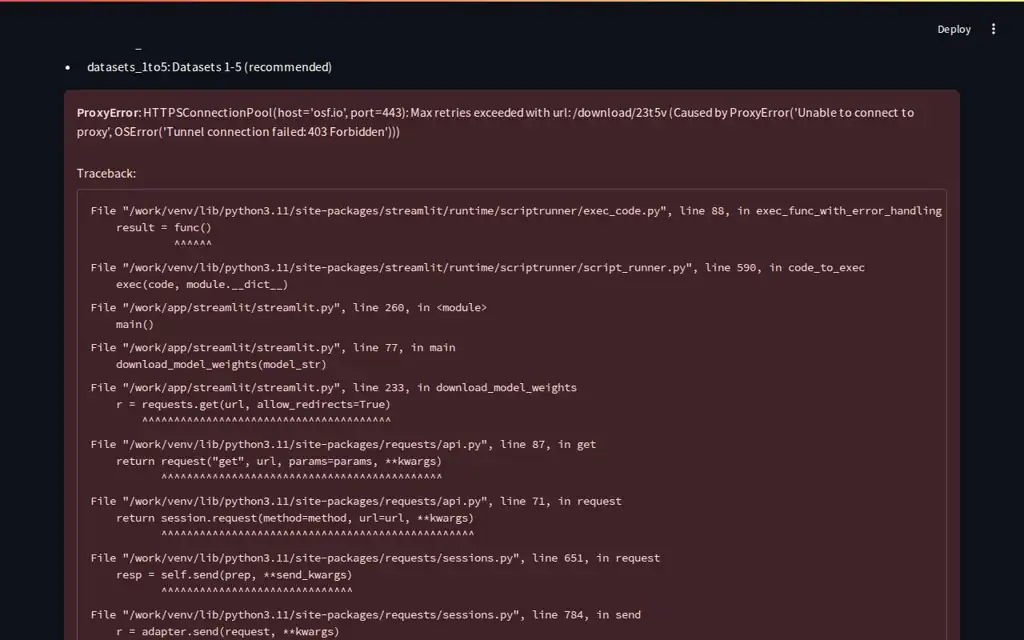 Deploy
_
• datasets_1to5: Datasets 1-5 (recommended)
ProxyError: HTTPSConnectionPool(host='osf.io', port=443): Max retries exceeded with url: /download/23t5v (Caused by ProxyError('Unable to connect to
proxy', OSError('Tunnel connection failed: 403 Forbidden')))
Traceback:
File "/work/venv/lib/python3.11/site-packages/streamlit/runtime/scriptrunner/exec_code.py", line 88, in exec_func_with_error_handling
    result = func()
             ^^^^^^
File "/work/venv/lib/python3.11/site-packages/streamlit/runtime/scriptrunner/script_runner.py", line 590, in code_to_exec
    exec(code, module.__dict__)
File "/work/app/streamlit/streamlit.py", line 260, in <module>
    main()
File "/work/app/streamlit/streamlit.py", line 77, in main
    download_model_weights(model_str)
File "/work/app/streamlit/streamlit.py", line 233, in download_model_weights
    r = requests.get(url, allow_redirects=True)
        ^^^^^^^^^^^^^^^^^^^^^^^^^^^^^^^^^^^^^^^
File "/work/venv/lib/python3.11/site-packages/requests/api.py", line 87, in get
    return request("get", url, params=params, **kwargs)
           ^^^^^^^^^^^^^^^^^^^^^^^^^^^^^^^^^^^^^^^^^^^^
File "/work/venv/lib/python3.11/site-packages/requests/api.py", line 71, in request
    return session.request(method=method, url=url, **kwargs)
           ^^^^^^^^^^^^^^^^^^^^^^^^^^^^^^^^^^^^^^^^^^^^^^^^^
File "/work/venv/lib/python3.11/site-packages/requests/sessions.py", line 651, in request
    resp = self.send(prep, **send_kwargs)
           ^^^^^^^^^^^^^^^^^^^^^^^^^^^^^^
File "/work/venv/lib/python3.11/site-packages/requests/sessions.py", line 784, in send
    r = adapter.send(request, **kwargs)